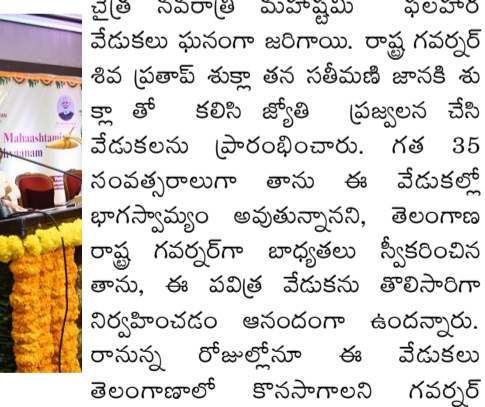 చైత్ర నవరాత్రి మహాష్టమి ఫలహార
వేడుకలు ఘనంగా జరిగాయి. రాష్ట్ర గవర్నర్
శివ ప్రతాప్ శుక్లా తన సతీమణి జానకి శు
క్లా తో కలిసి జ్యోతి ప్రజ్వలన చేసి
వేడుకలను ప్రారంభించారు. గత 35
సంవత్సరాలుగా తాను ఈ వేడుకల్లో
భాగస్వామ్యం అవుతున్నానని, తెలంగాణ
రాష్ట్ర గవర్నర్‌గా బాధ్యతలు స్వీకరించిన
తాను, ఈ పవిత్ర వేడుకను తొలిసారిగా
నిర్వహించడం ఆనందంగా ఉందన్నారు.
రానున్న రోజుల్లోనూ ఈ వేడుకలు
తెలంగాణాలో కొనసాగాలని గవర్నర్
Mahaashtami